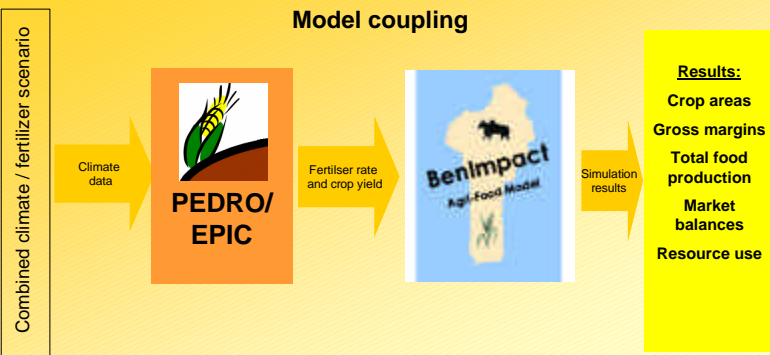 Model coupling
Combined climate / fertilizer scenario
Climate
data
PEDRO/
EPIC
Fertilser rate
and crop yield
BenImpact
Agri-Food Model
Simulation
results
Results:
Crop areas
Gross margins
Total food
production
Market
balances
Resource use